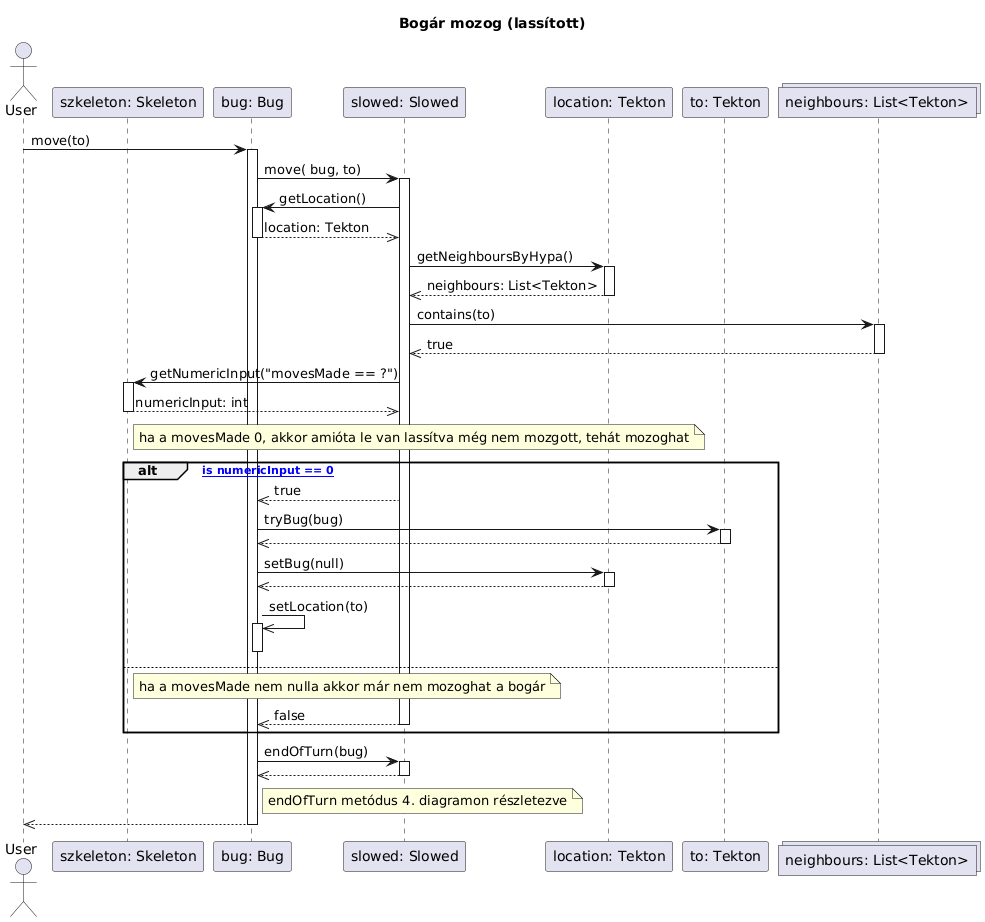 Bogár mozog (lassított)
User
szkeleton: Skeleton
bug: Bug
slowed: Slowed
location: Tekton
to: Tekton
neighbours: List<Tekton>
move(to)
move( bug, to)
getLocation()
location: Tekton
getNeighboursByHypa()
neighbours: List<Tekton>
contains(to)
true
getNumericInput("movesMade == ?")
numericInput: int
ha a movesMade 0, akkor amióta le van lassítva még nem mozgott, tehát mozoghat
alt
is numericInput == 0
true
tryBug(bug)
setBug(null)
setLocation(to)
ha a movesMade nem nulla akkor már nem mozoghat a bogár
false
endOfTurn(bug)
endOfTurn metódus 4. diagramon részletezve
User
szkeleton: Skeleton
bug: Bug
slowed: Slowed
location: Tekton
to: Tekton
neighbours: List<Tekton>